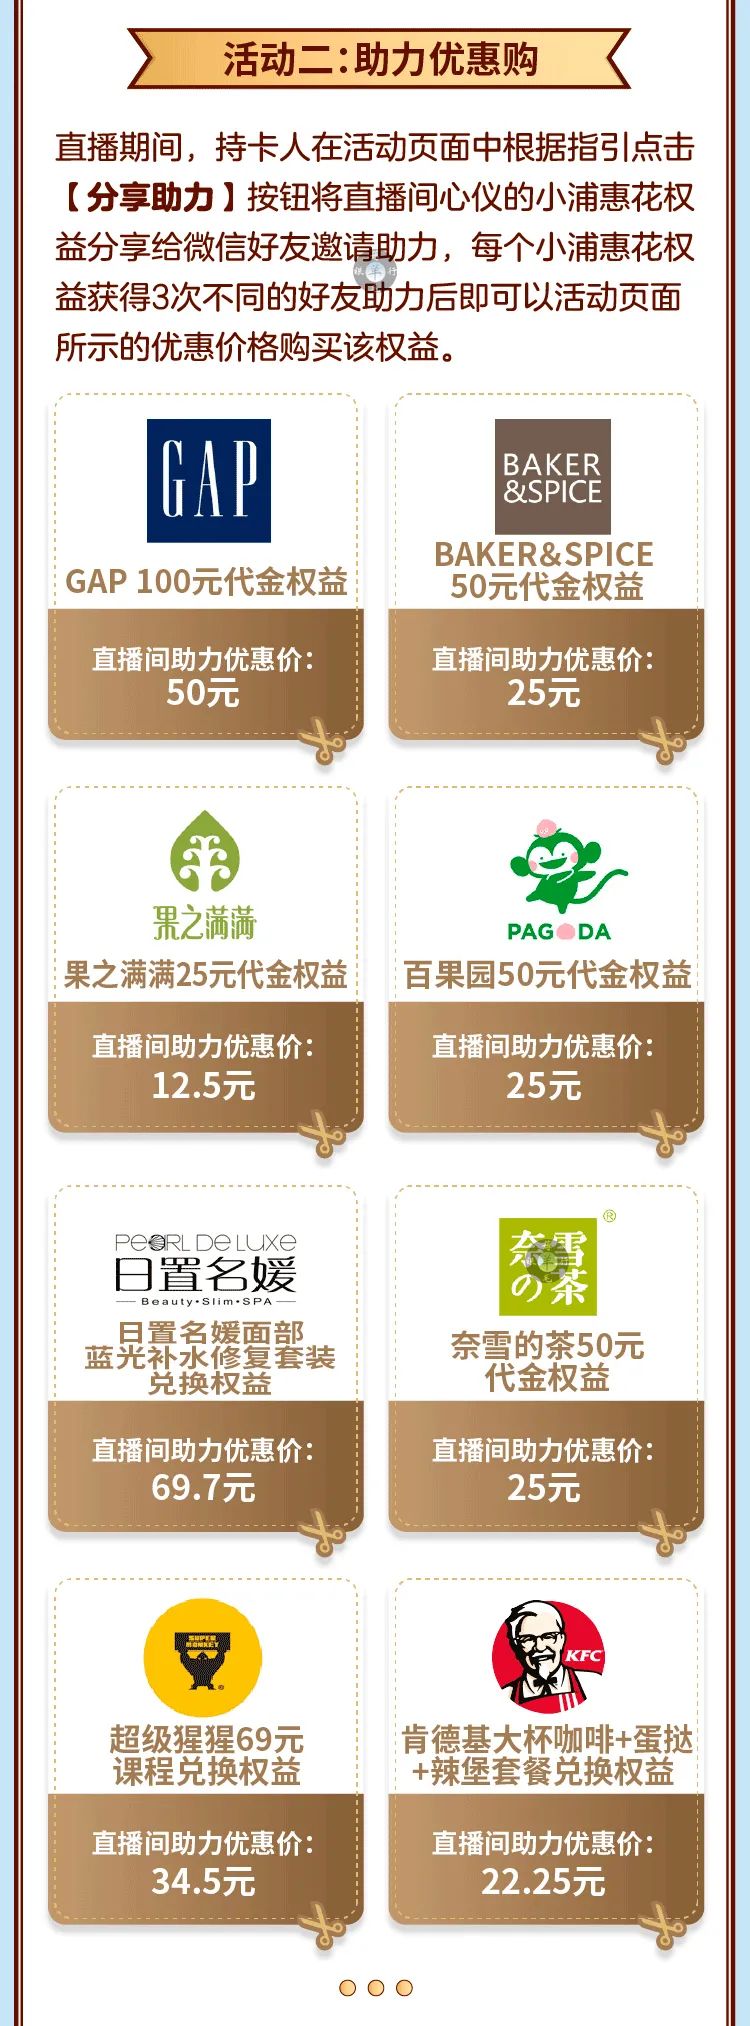 活动二：助力优惠购
直播期间，持卡人在活动页面中根据指引点击
【分享助力】按钮将直播间心仪的小浦惠花权
益分享给微信好友邀请助力，每个小浦惠花权
益获得3次不同的好友助力后即可以活动页面
所示的优惠价格购买该权益。
GAP
GAP 100元代金权益
直播间助力优惠价：
50元
BAKER
&SPICE
BAKER&SPICE
50元代金权益
直播间助力优惠价：
25元
果之满满
果之满满25元代金权益
直播间助力优惠价：
12.5元
PAGODA
百果园50元代金权益
直播间助力优惠价：
25元
PEARL DE LUXE
日置名媛
Beauty•Slim•SPA
日置名媛面部
蓝光补水修复套装
兑换权益
直播间助力优惠价：
69.7元
奈雪
の茶
®
奈雪的茶50元
代金权益
直播间助力优惠价：
25元
SUPER
MONKEY
®
超级猩猩69元
课程兑换权益
直播间助力优惠价：
34.5元
KFC
肯德基大杯咖啡+蛋挞
+辣堡套餐兑换权益
直播间助力优惠价：
22.25元